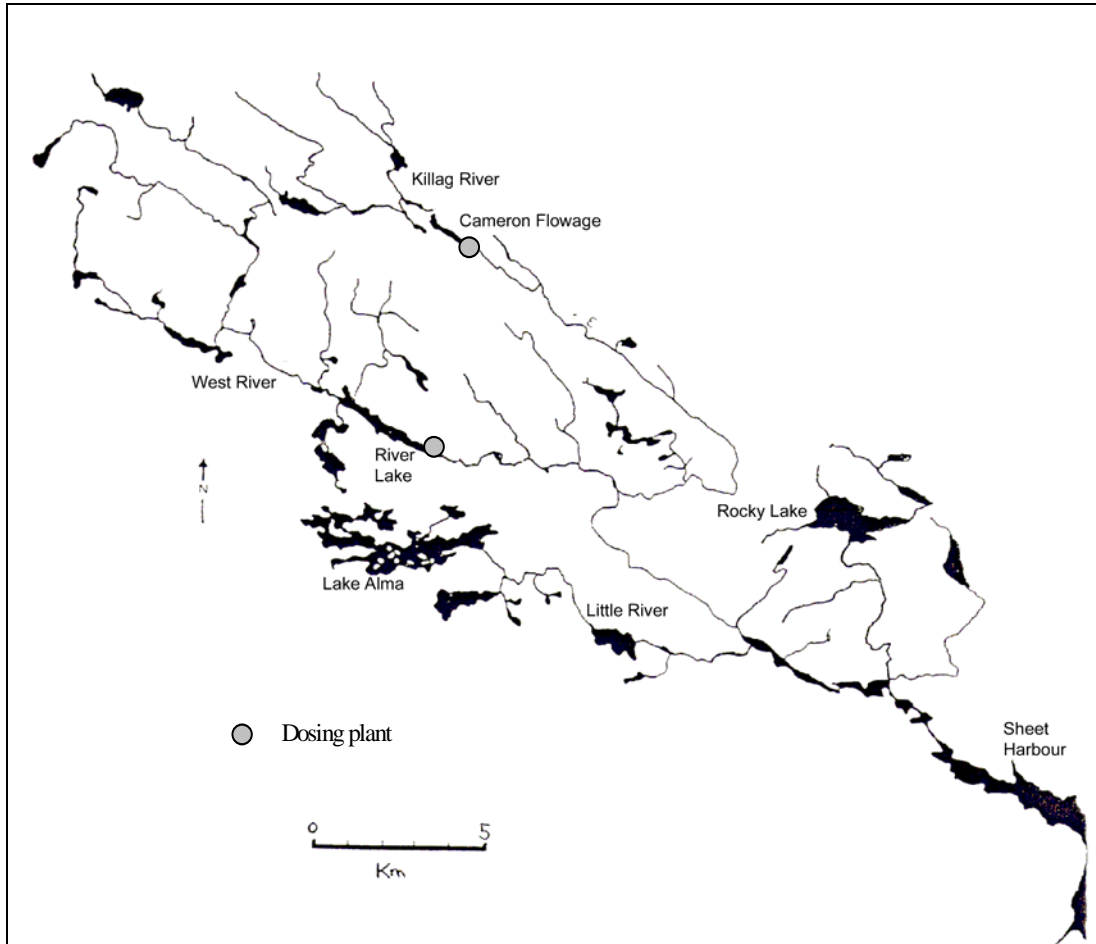 Killag River
Cameron Flowage
West River
River
Lake
N
Rocky Lake
Lake Alma
Little River
Dosing plant
Sheet
Harbour
0 5
Km